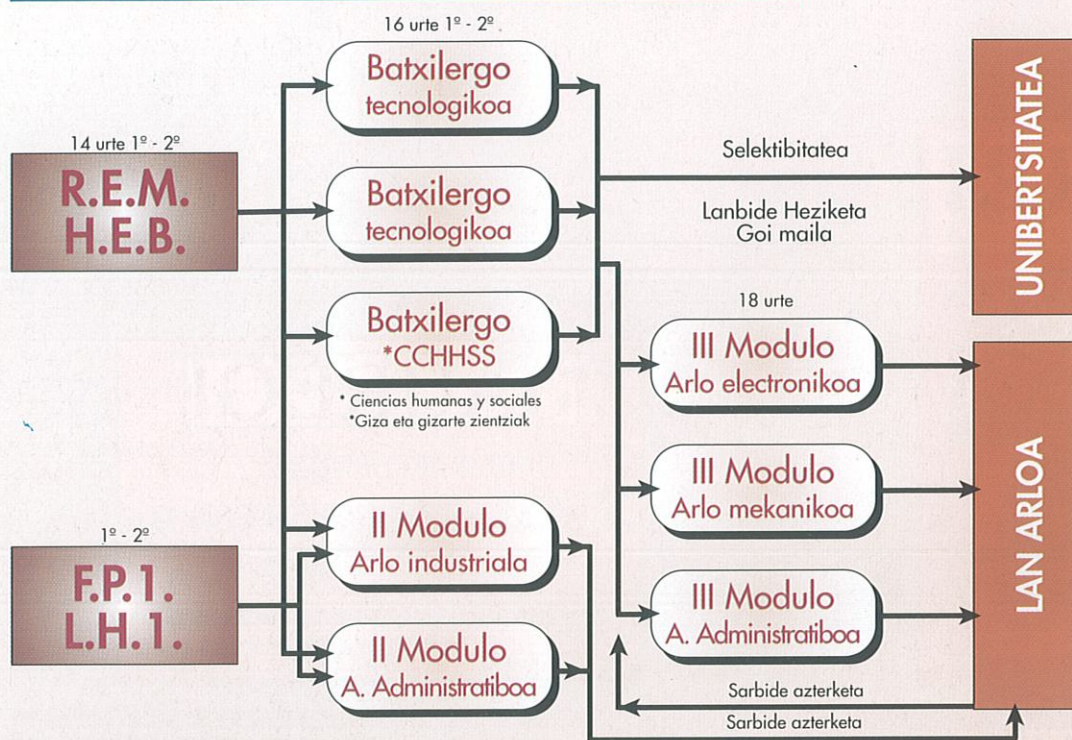 16 urte 1º - 2º
Batxilergo
tecnologikoa
14 urte 1º - 2º
R.E.M.
H.E.B.
Batxilergo
tecnologikoa
Selektibitatea
Lanbide Heziketa
Goi maila
UNIBERTSITATEA
Batxilergo
*CCHHSS
* Ciencias humanas y sociales
*Giza eta gizarte zientziak
18 urte
III Modulo
Arlo electronikoa
III Modulo
Arlo mekanikoa
III Modulo
A. Administratiboa
LAN ARLOA
1º - 2º
F.P.1.
L.H.1.
II Modulo
Arlo industriala
II Modulo
A. Administratiboa
Sarbide azterketa
Sarbide azterketa